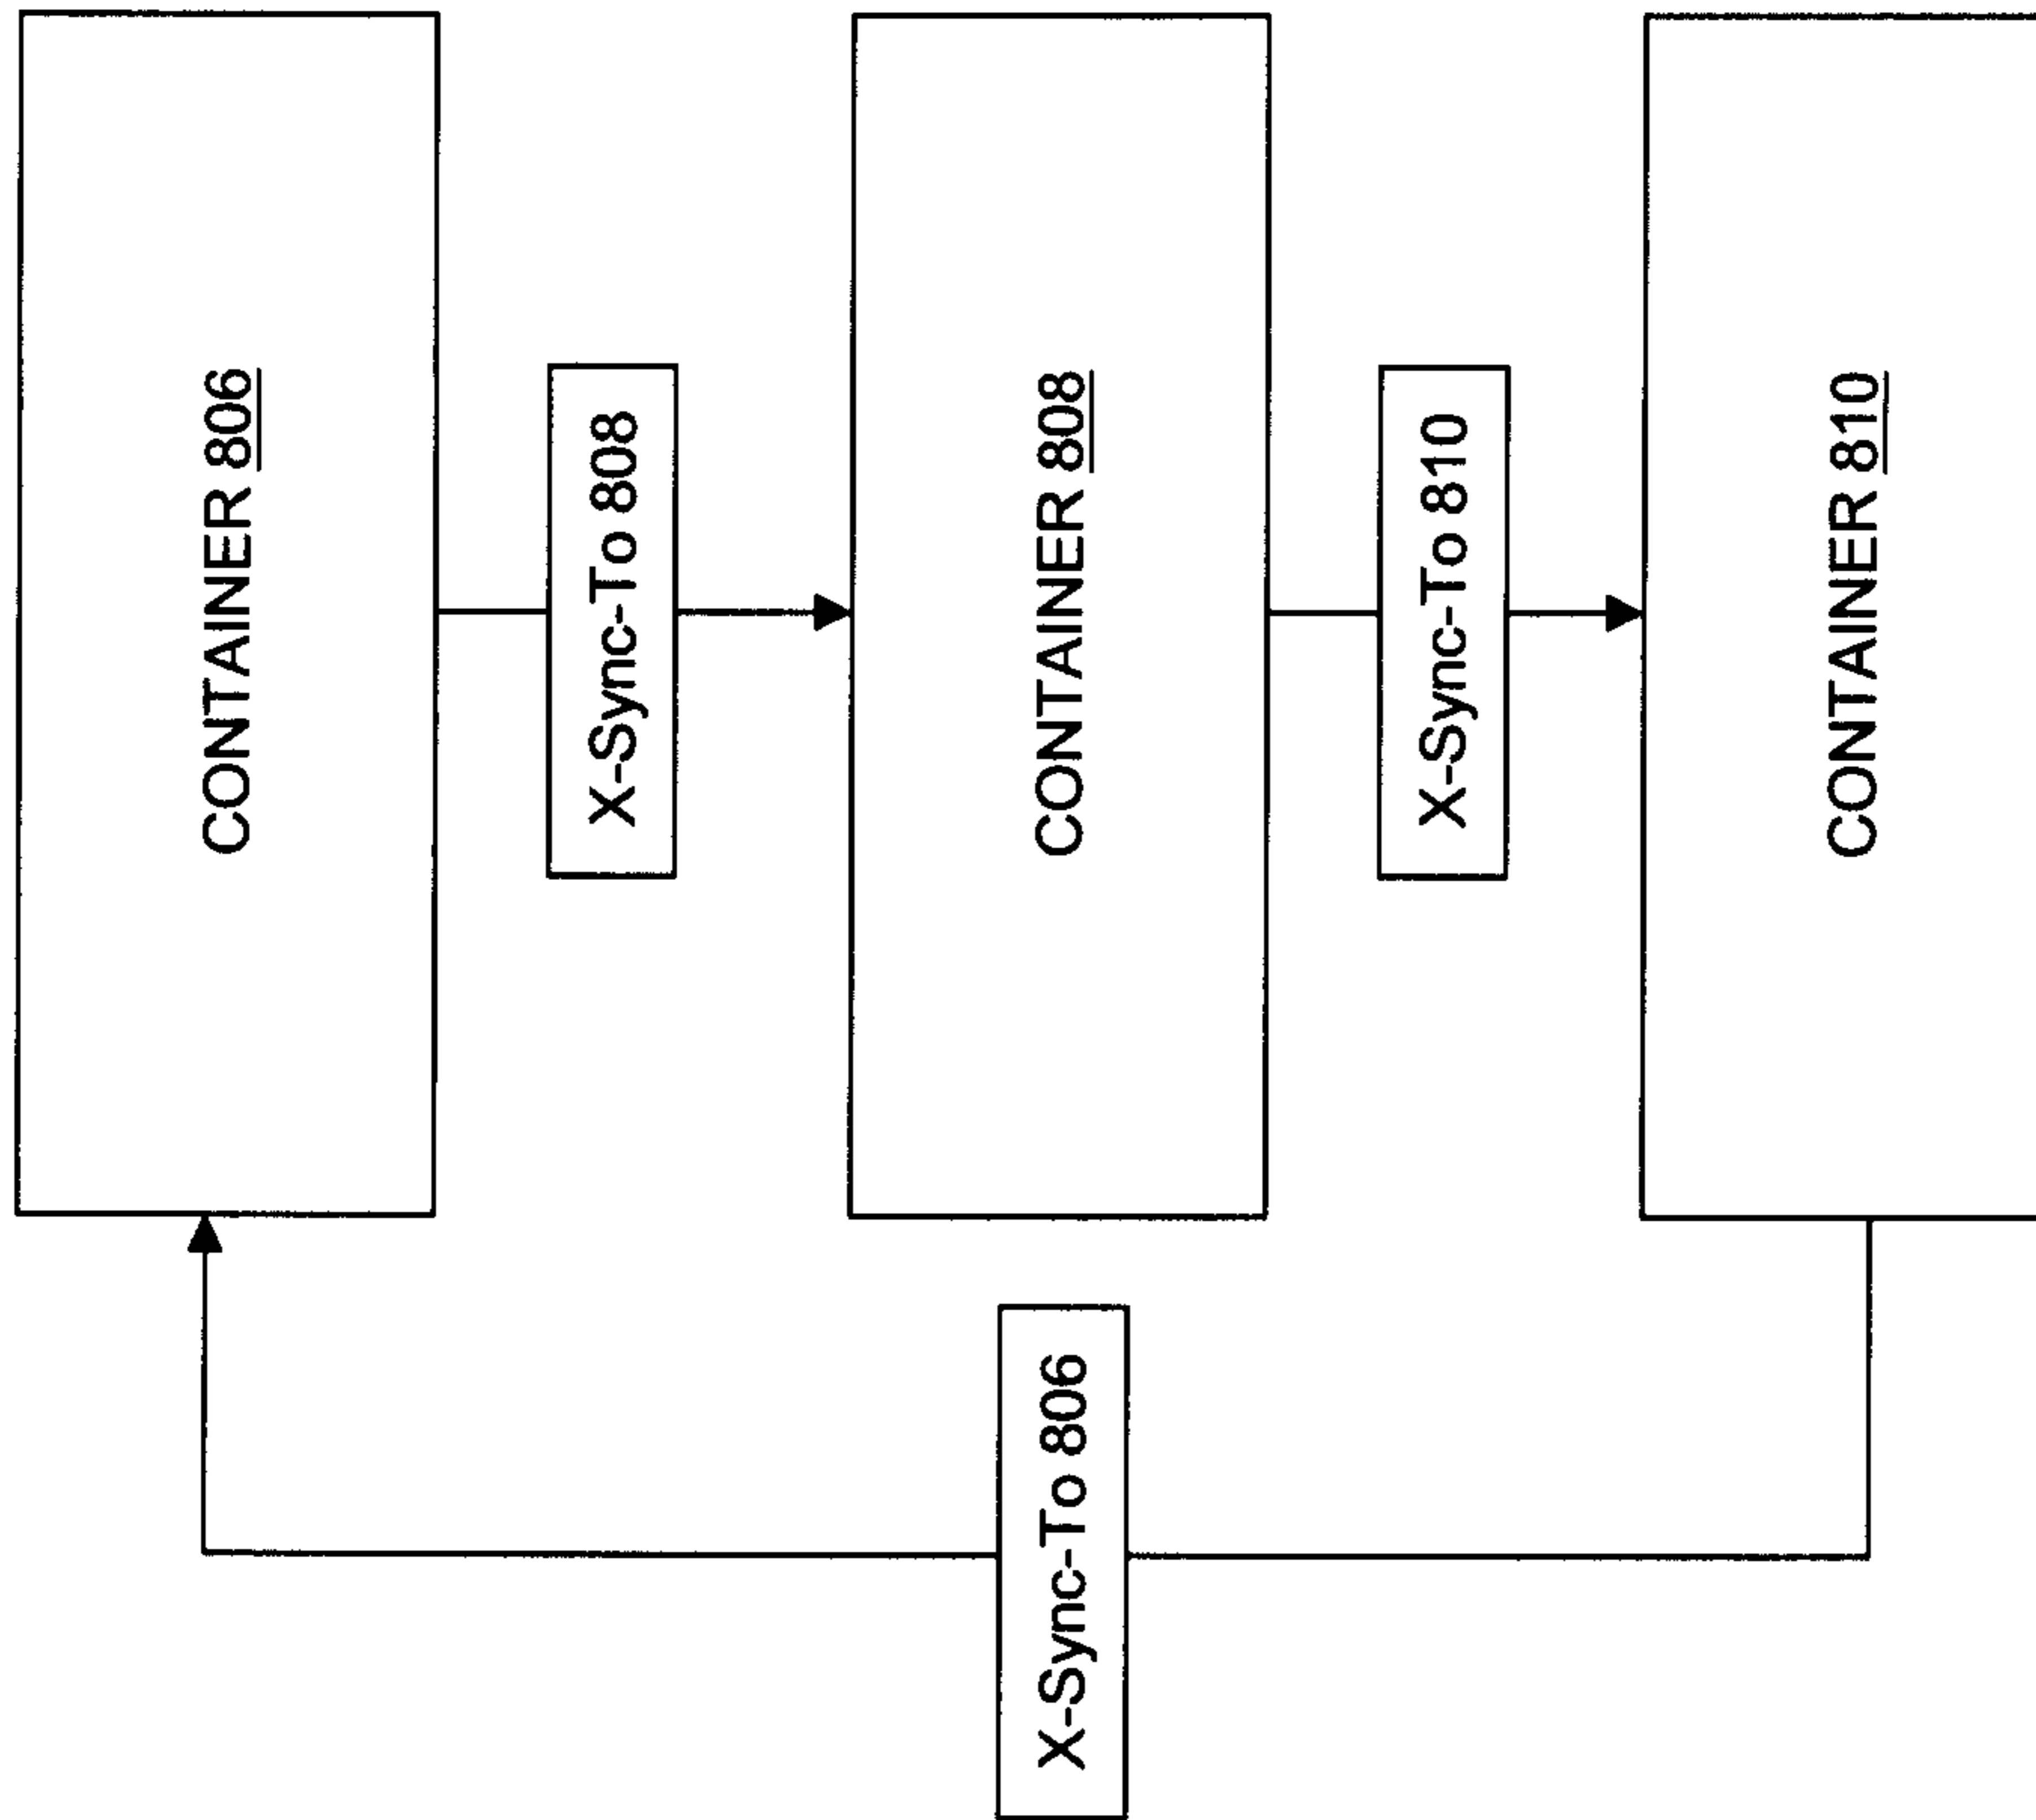 CONTAINER 806
X-Sync-To 808
CONTAINER 808
X-Sync-To 810
CONTAINER 810
X-Sync-To 806